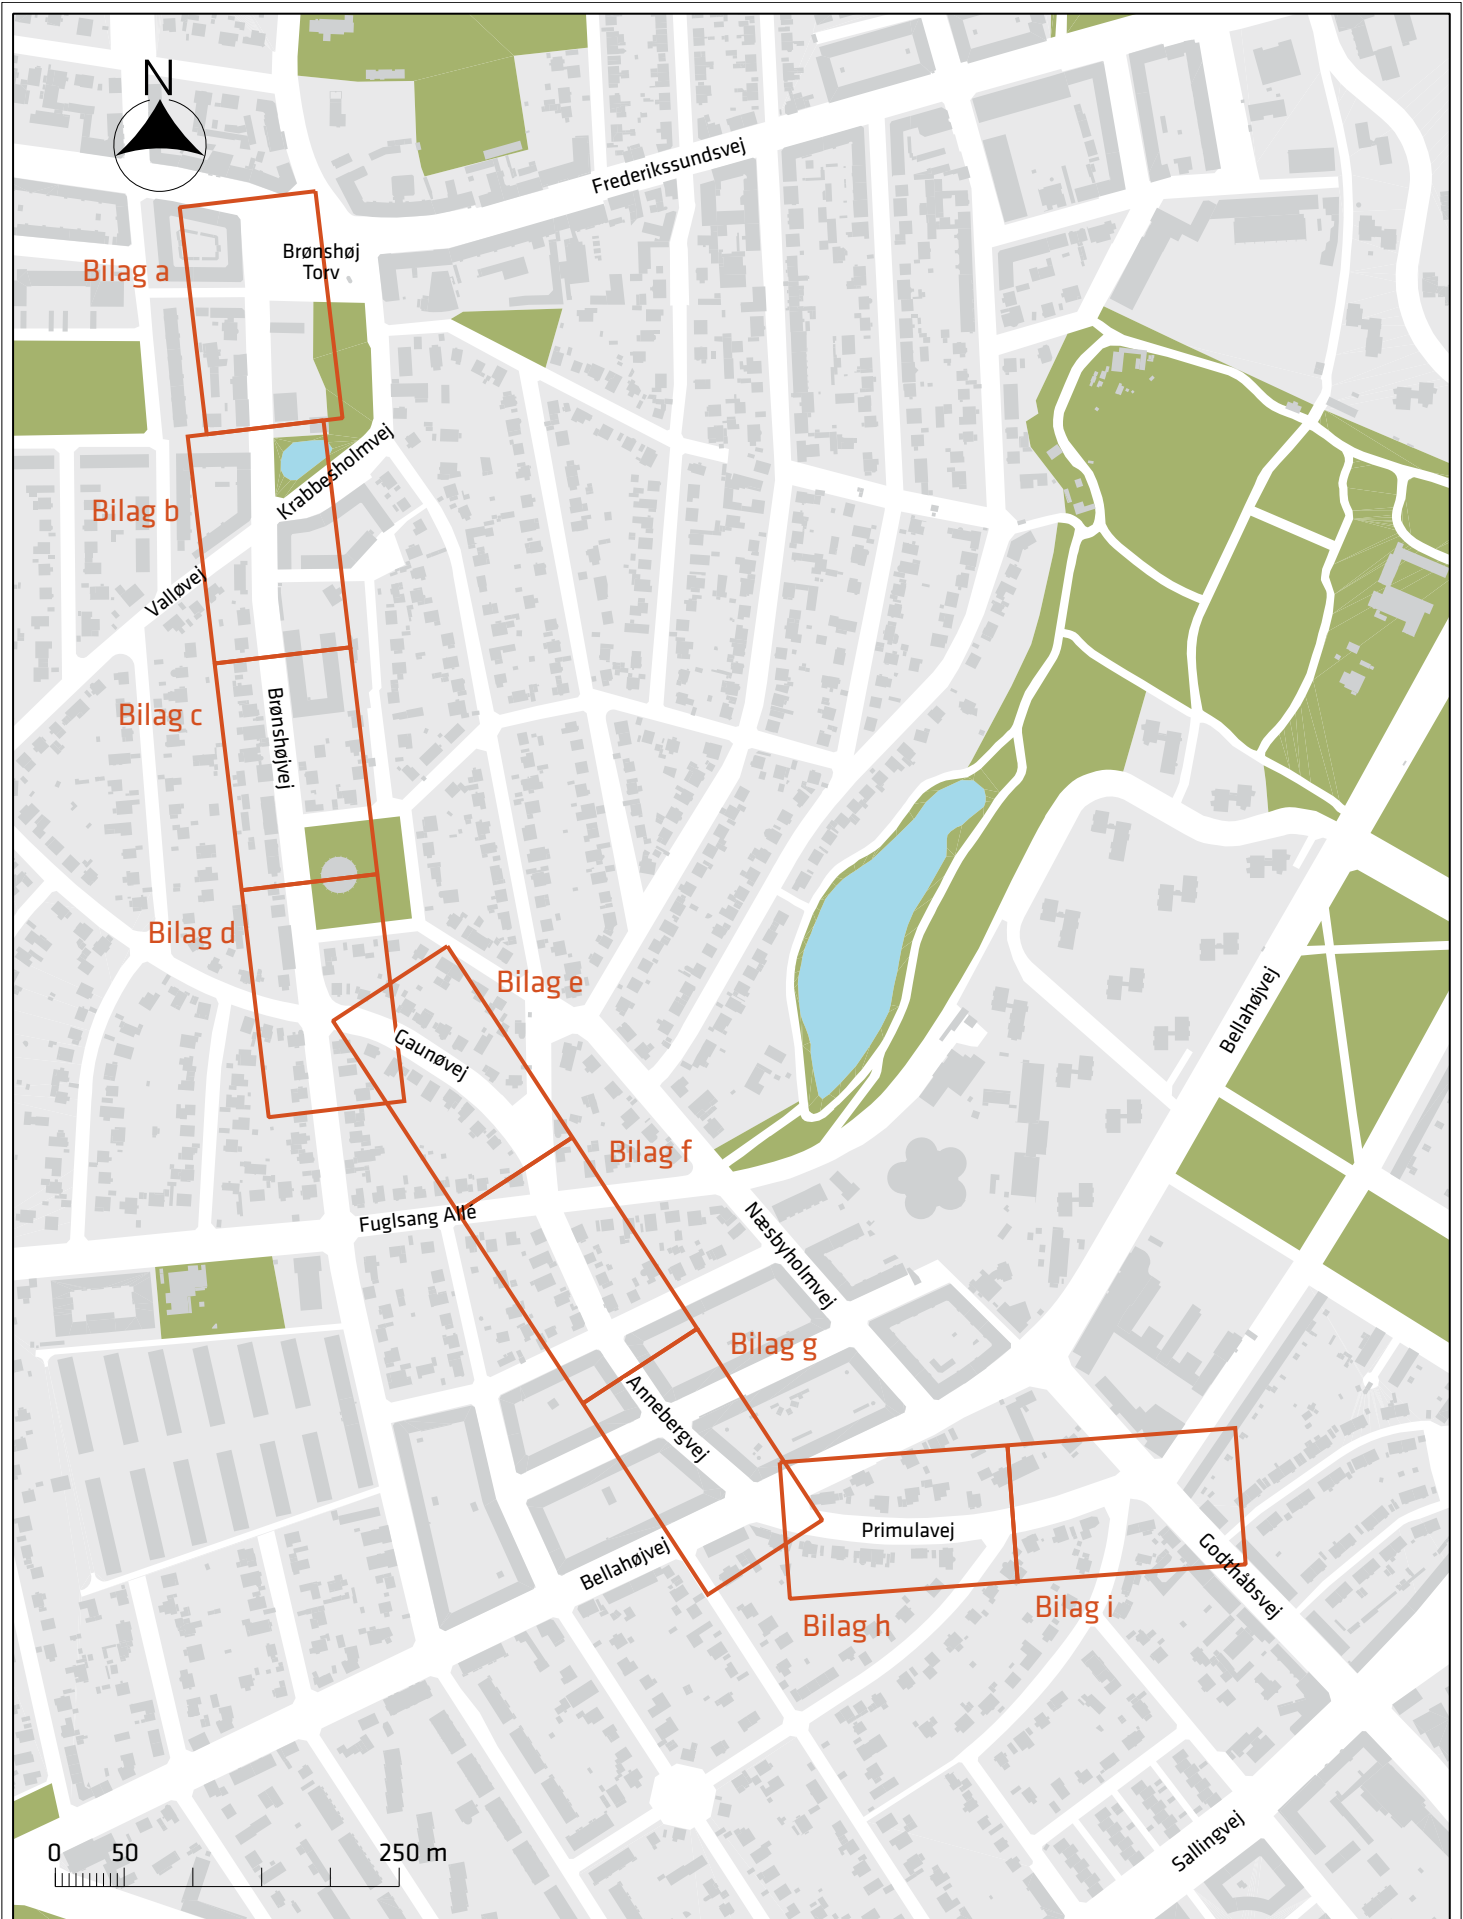 N
Frederikssundsvej
Brønshøj
Torv
Bilag a
Krabbesholmvej
Bilag b
Valløvej
Bilag c
Brønshøjvej
Bilag d
Bilag e
Bellahøjvej
Gaunøvej
Bilag f
Fuglsang Allé
Næsbyholmvej
Bilag g
Annebergvej
Primulavej
Bellahøjvej
Godthåbsvej
Bilag i
Bilag h
Sallingvej
0 50 250 m